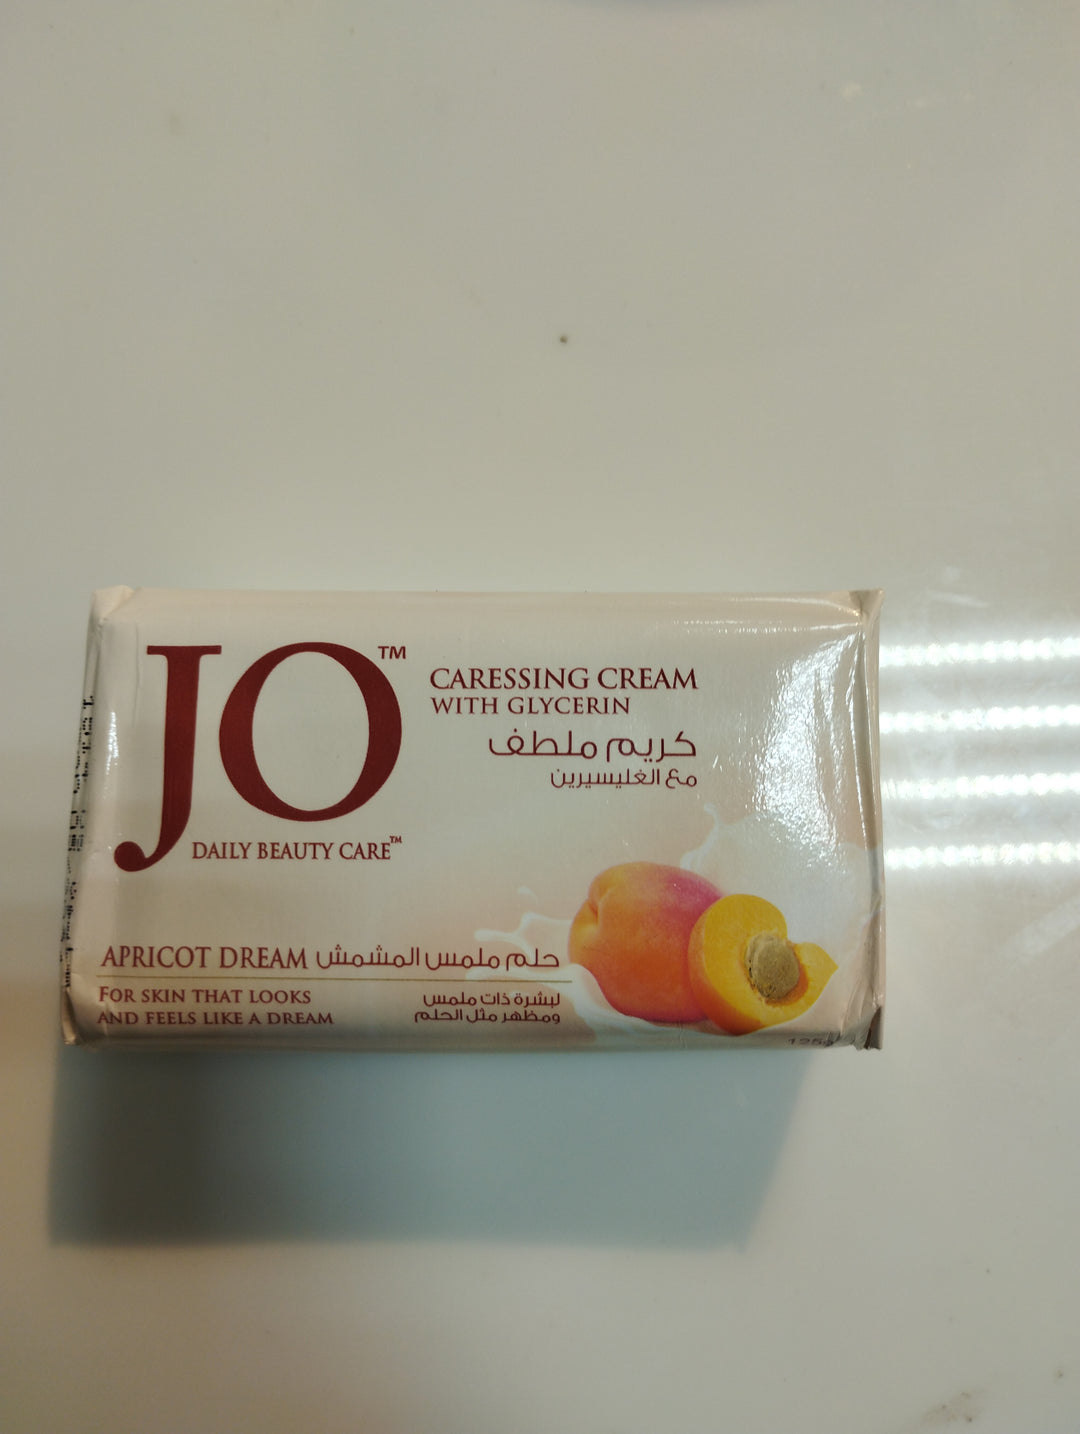 JO™
DAILY BEAUTY CARE™
CARESSING CREAM
WITH GLYCERIN
كريم ملطف
مع الغليسيرين
APRICOT DREAM حلم ملمس المشمش
FOR SKIN THAT LOOKS
AND FEELS LIKE A DREAM
لبشرة ذات ملمس
ومظهر مثل الحلم
125g